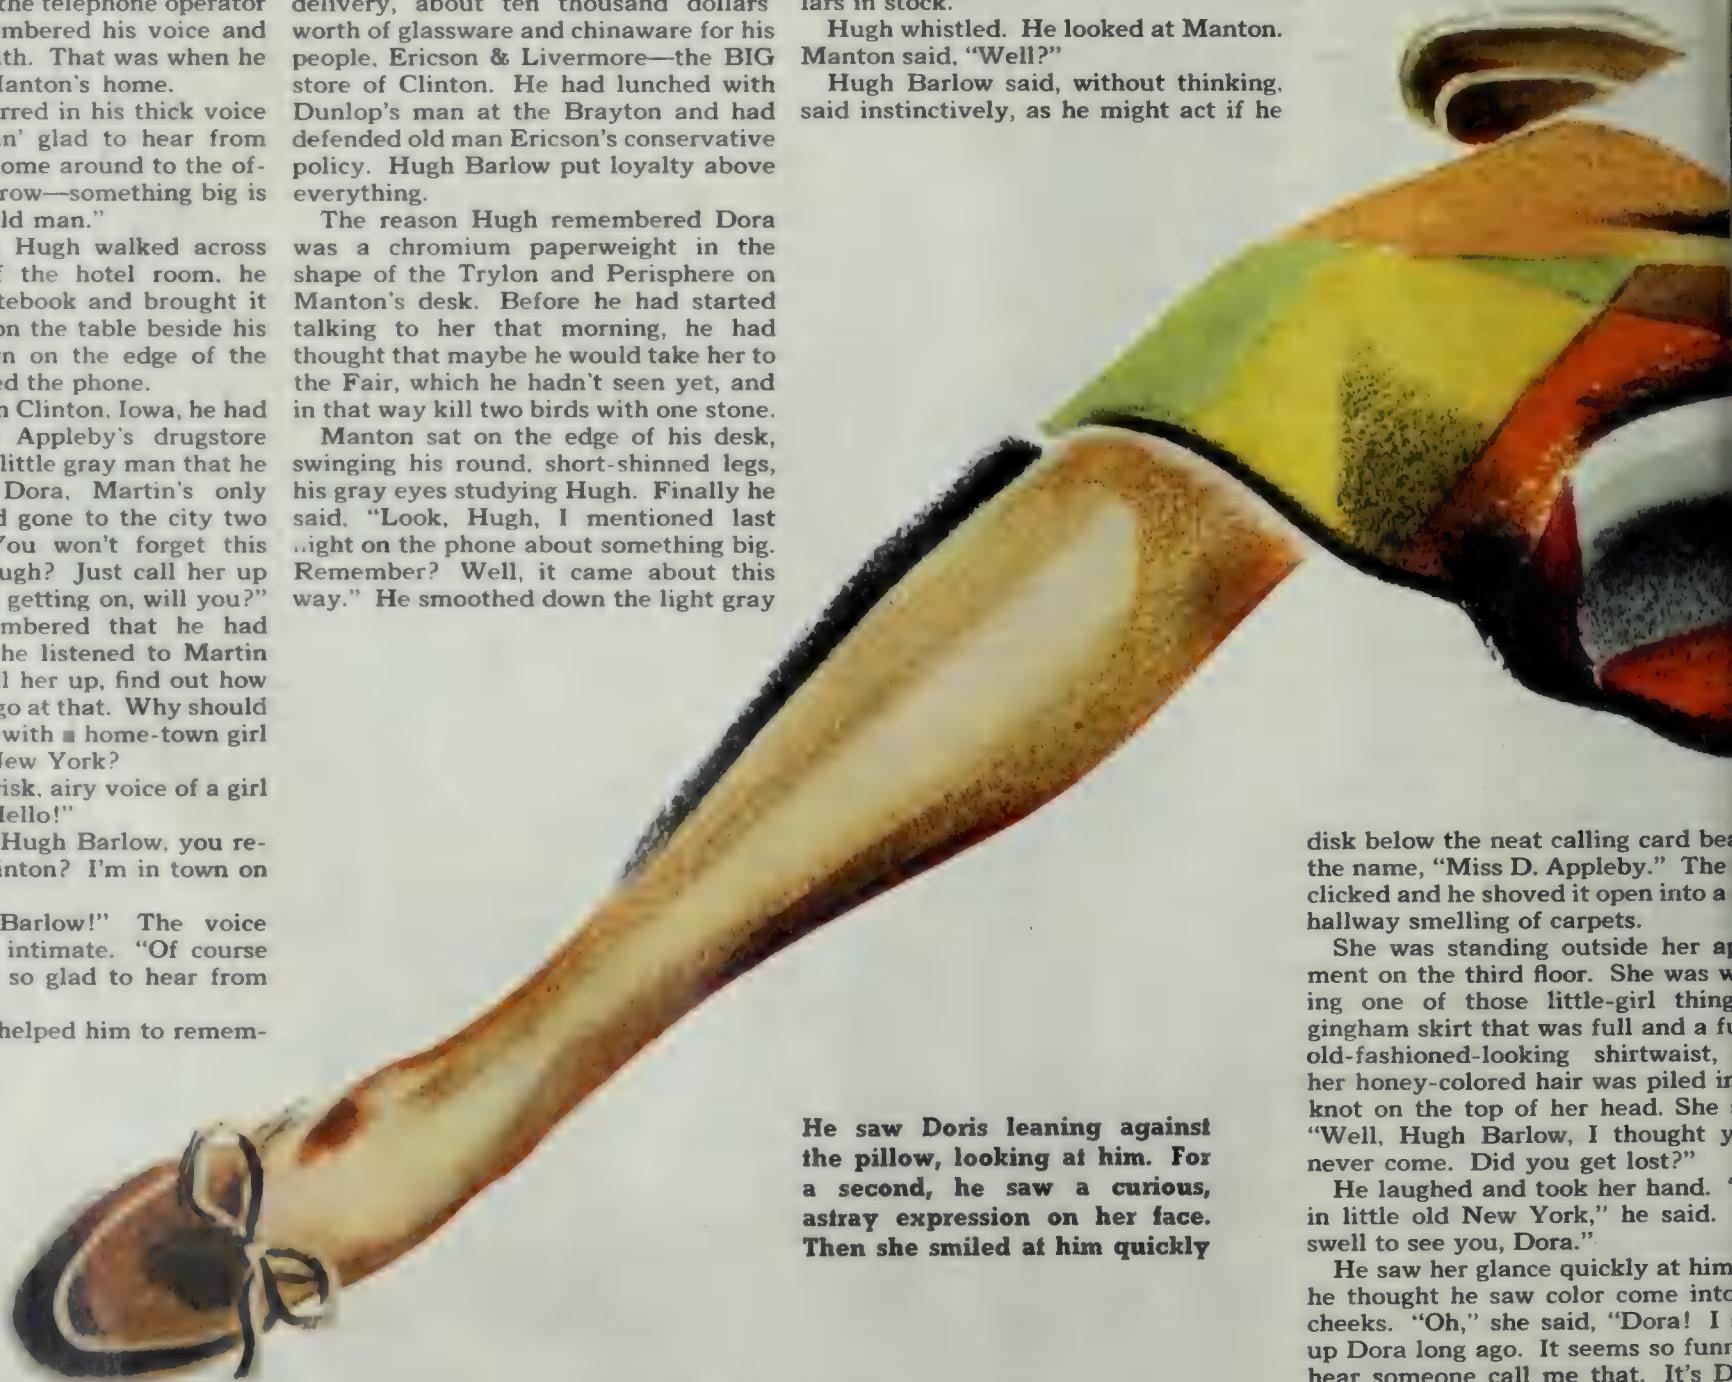 the telephone operator
mbered his voice and
th. That was when he
Manton's home.
rred in his thick voice
n' glad to hear from
ome around to the of-
row—something big is
ld man."
Hugh walked across
f the hotel room, he
tebook and brought it
on the table beside his
n on the edge of the
ed the phone.
n Clinton, Iowa, he had
Appleby's drugstore
little gray man that he
Dora, Martin's only
d gone to the city two
You won't forget this
ugh? Just call her up
getting on, will you?"
mbered that he had
he listened to Martin
l her up, find out how
go at that. Why should
with a home-town girl
New York?
risk, airy voice of a girl
Hello!"
Hugh Barlow, you re-
inton? I'm in town on
Barlow!" The voice
intimate. "Of course
so glad to hear from
helped him to remem-
delivery, about ten thousand dollars'
worth of glassware and chinaware for his
people, Ericson & Livermore—the BIG
store of Clinton. He had lunched with
Dunlop's man at the Brayton and had
defended old man Ericson's conservative
policy. Hugh Barlow put loyalty above
everything.
The reason Hugh remembered Dora
was a chromium paperweight in the
shape of the Trylon and Perisphere on
Manton's desk. Before he had started
talking to her that morning, he had
thought that maybe he would take her to
the Fair, which he hadn't seen yet, and
in that way kill two birds with one stone.
Manton sat on the edge of his desk,
swinging his round, short-shinned legs,
his gray eyes studying Hugh. Finally he
said, "Look, Hugh, I mentioned last
night on the phone about something big.
Remember? Well, it came about this
way." He smoothed down the light gray
lars in stock.
Hugh whistled. He looked at Manton.
Manton said, "Well?"
Hugh Barlow said, without thinking,
said instinctively, as he might act if he
He saw Doris leaning against
the pillow, looking at him. For
a second, he saw a curious,
astray expression on her face.
Then she smiled at him quickly
disk below the neat calling card bea
the name, "Miss D. Appleby." The
clicked and he shoved it open into a
hallway smelling of carpets.
She was standing outside her ap
ment on the third floor. She was w
ing one of those little-girl thing
gingham skirt that was full and a fu
old-fashioned-looking shirtwaist,
her honey-colored hair was piled in
knot on the top of her head. She s
"Well, Hugh Barlow, I thought y
never come. Did you get lost?"
He laughed and took her hand. "
in little old New York," he said.
swell to see you, Dora."
He saw her glance quickly at him
he thought he saw color come into
cheeks. "Oh," she said, "Dora! I
up Dora long ago. It seems so funn
hear someone call me that. It's D